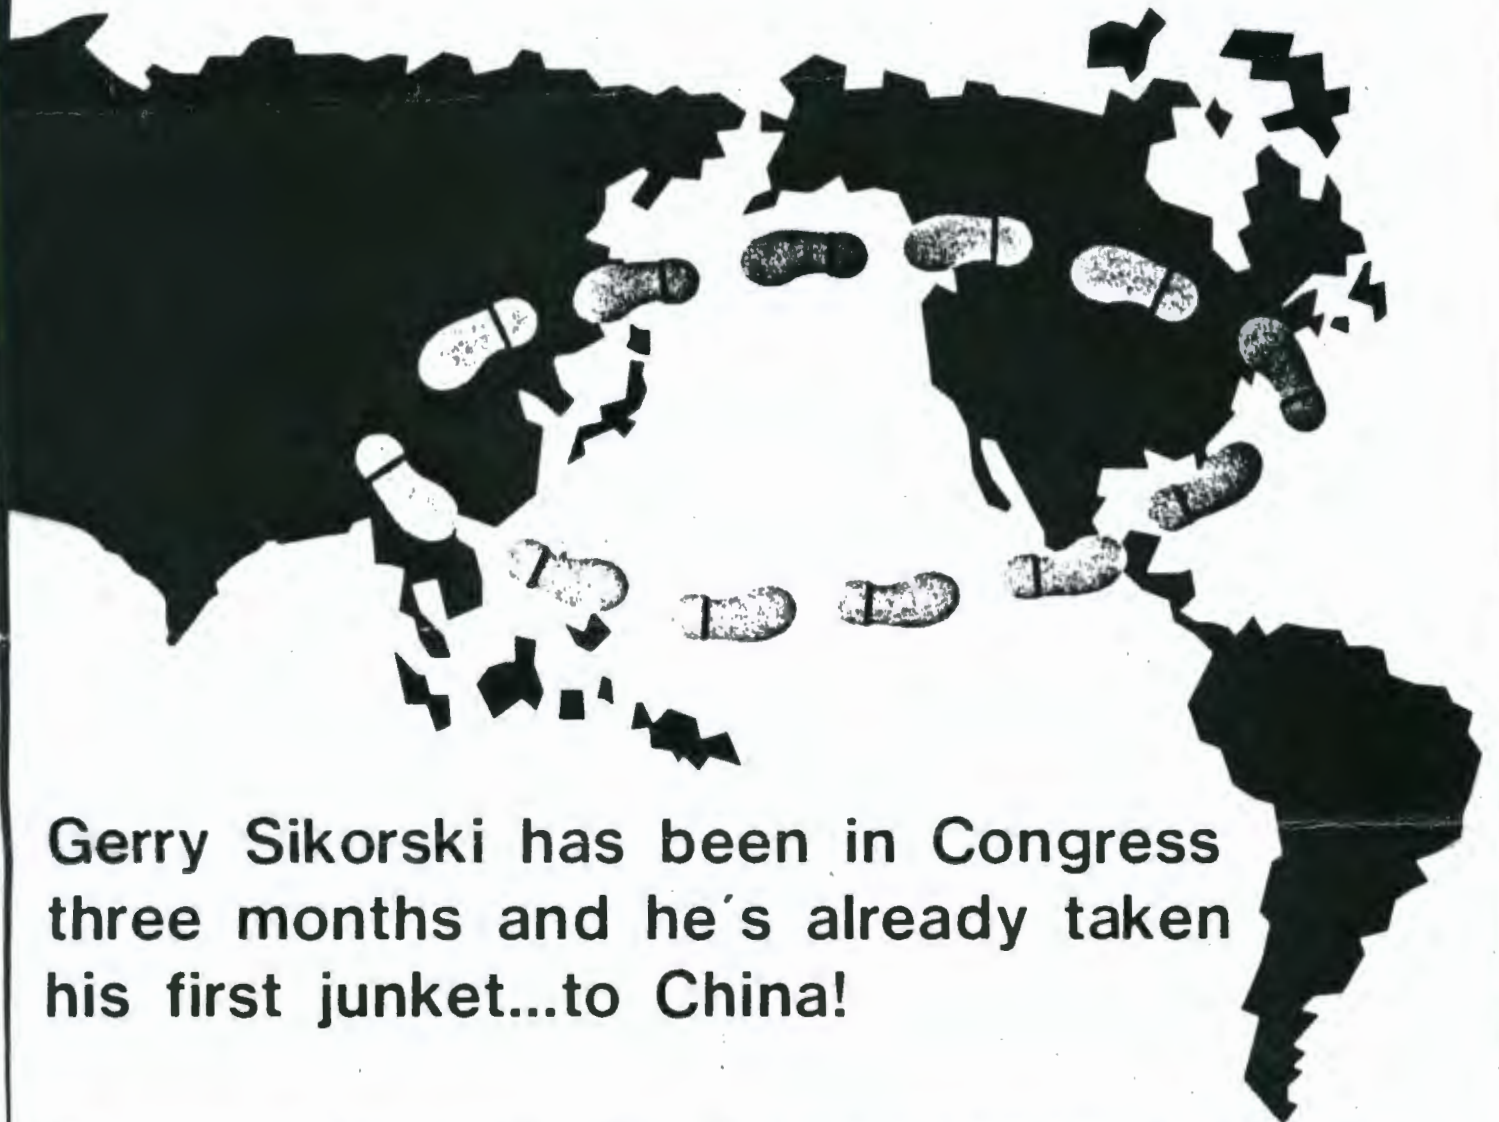 Gerry Sikorski has been in Congress
three months and he´s already taken
his first junket...to China!